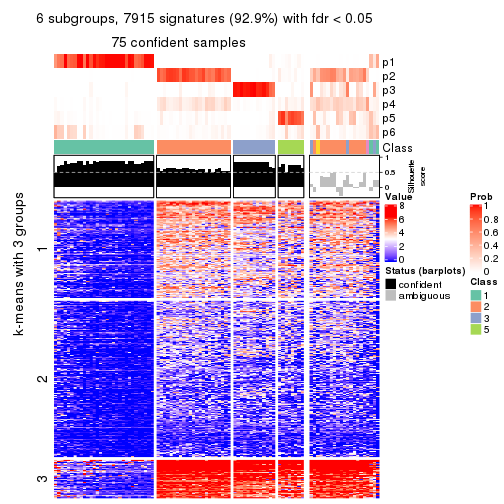 6 subgroups, 7915 signatures (92.9%) with fdr < 0.05
75 confident samples
p1
p2
p3
p4
p5
p6
Class
1
0.5
0
Silhouette
score
k-means with 3 groups
1
2
3
Value
8
6
4
2
0
Status (barplots)
confident
ambiguous
Prob
1
0.8
0.6
0.4
0.2
0
Class
1
2
3
5